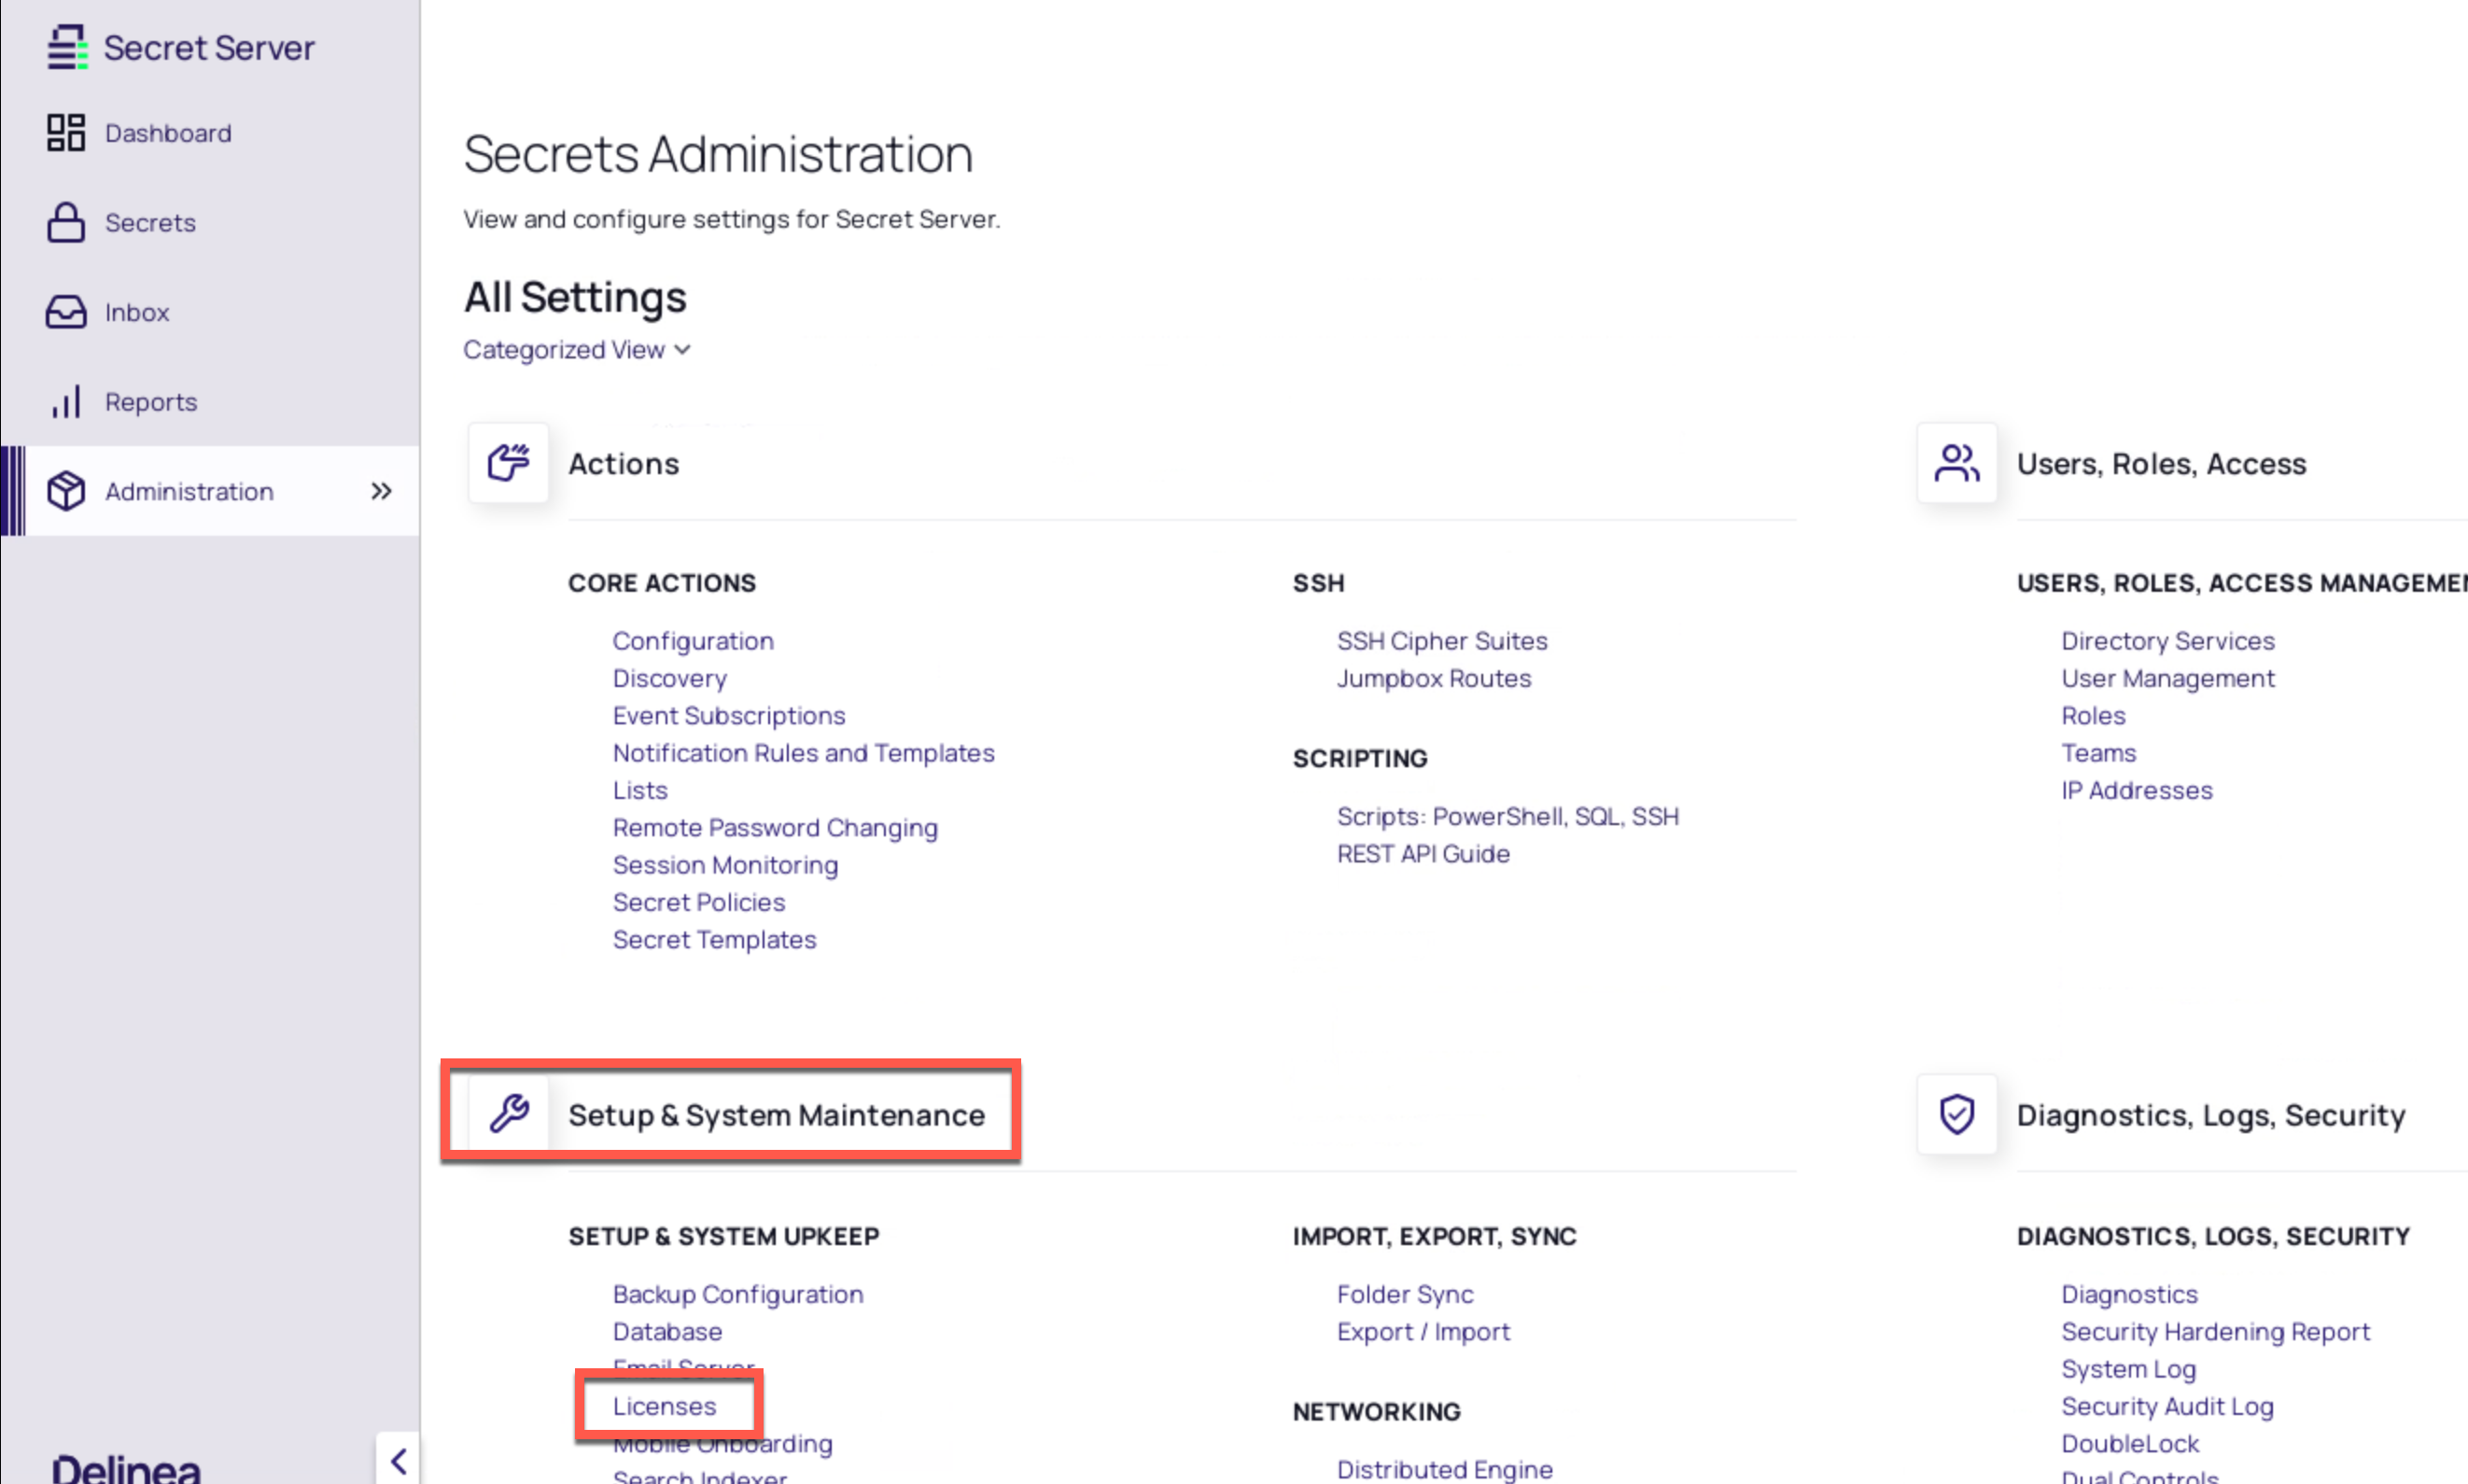 Secret Server
Dashboard
Secrets
Inbox
Reports
Administration
Delinea
Secrets Administration
View and configure settings for Secret Server.
All Settings
Categorized View
Actions
CORE ACTIONS
Configuration
Discovery
Event Subscriptions
Notification Rules and Templates
Lists
Remote Password Changing
Session Monitoring
Secret Policies
Secret Templates
SSH
SSH Cipher Suites
Jumpbox Routes
SCRIPTING
Scripts: PowerShell, SQL, SSH
REST API Guide
Users, Roles, Access
USERS, ROLES, ACCESS MANAGEMEN
Directory Services
User Management
Roles
Teams
IP Addresses
Setup & System Maintenance
SETUP & SYSTEM UPKEEP
Backup Configuration
Database
Email Server
Licenses
Mobile Onboarding
Search Indexer
IMPORT, EXPORT, SYNC
Folder Sync
Export / Import
NETWORKING
Distributed Engine
Diagnostics, Logs, Security
DIAGNOSTICS, LOGS, SECURITY
Diagnostics
Security Hardening Report
System Log
Security Audit Log
DoubleLock
Dual Controls